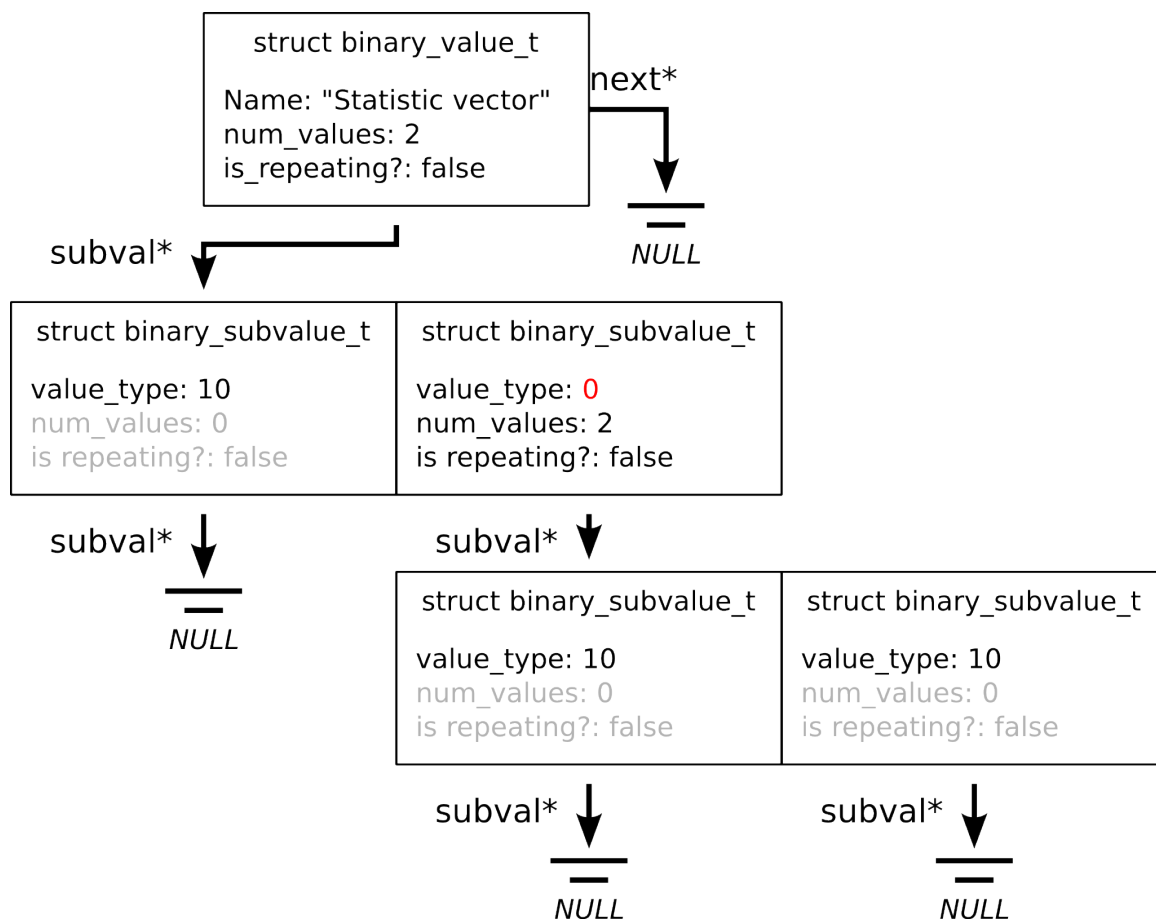 struct binary_value_t
Name: "Statistic vector"
num_values: 2
is_repeating?: false
next*
NULL
subval*
struct binary_subvalue_t
value_type: 10
num_values: 0
is repeating?: false
struct binary_subvalue_t
value_type: 0
num_values: 2
is repeating?: false
subval*
NULL
subval*
struct binary_subvalue_t
value_type: 10
num_values: 0
is repeating?: false
struct binary_subvalue_t
value_type: 10
num_values: 0
is repeating?: false
subval*
NULL
subval*
NULL